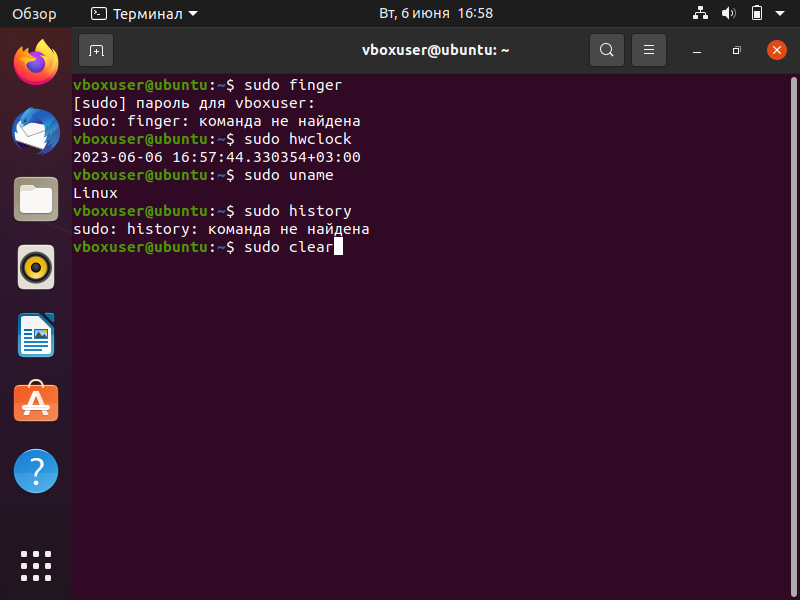 Обзор
Терминал
Вт, 6 июня 16:58
vboxuser@ubuntu: ~
vboxuser@ubuntu:~$ sudo finger
[sudo] пароль для vboxuser:
sudo: finger: команда не найдена
vboxuser@ubuntu:~$ sudo hwclock
2023-06-06 16:57:44.330354+03:00
vboxuser@ubuntu:~$ sudo uname
Linux
vboxuser@ubuntu:~$ sudo history
sudo: history: команда не найдена
vboxuser@ubuntu:~$ sudo clear